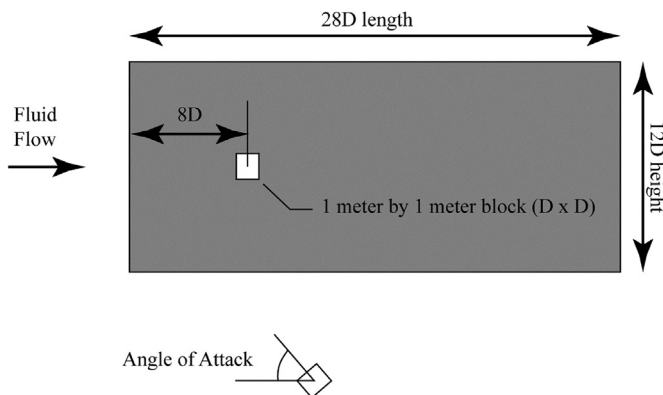 28D length
Fluid
Flow
8D
12D height
1 meter by 1 meter block (D x D)
Angle of Attack